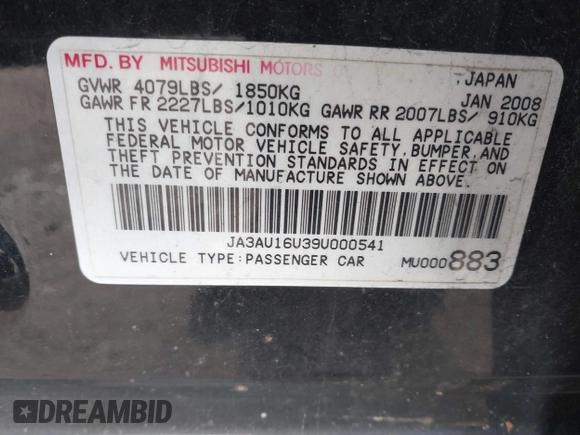 MFD. BY MITSUBISHI MOTORS
JAPAN
GVWR 4079LBS/ 1850KG JAN 2008
GAWR FR 2227LBS/1010KG GAWR RR 2007LBS/ 910KG
THIS VEHICLE CONFORMS TO ALL APPLICABLE
FEDERAL MOTOR VEHICLE SAFETY,BUMPER,AND
THEFT PREVENTION STANDARDS IN EFFECT ON
THE DATE OF MANUFACTURE SHOWN ABOVE.
JA3AU16U39U000541
VEHICLE TYPE:PASSENGER CAR MU000883
DREAMBID